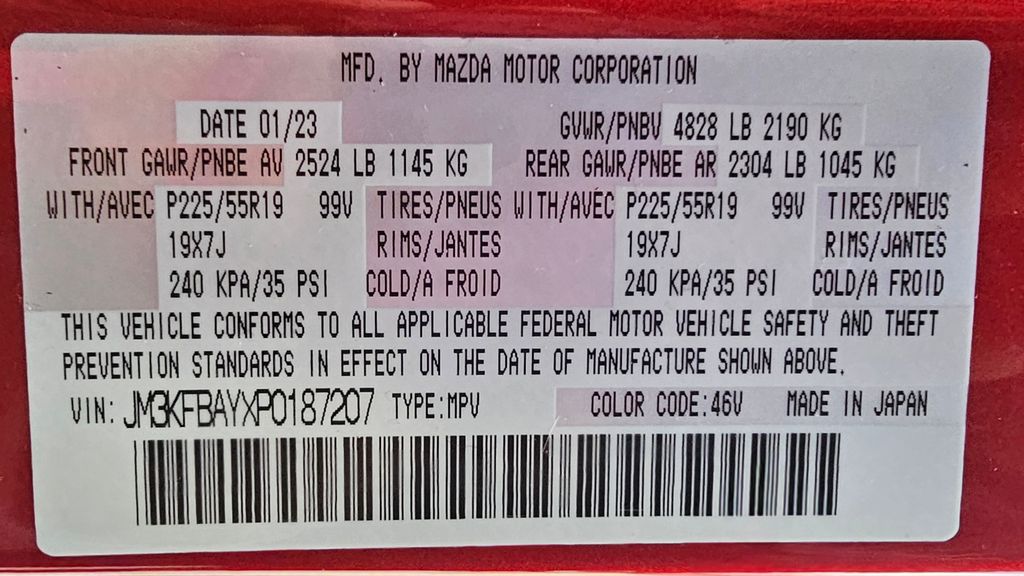 MFD. BY MAZDA MOTOR CORPORATION
DATE 01/23 GVWR/PNBV 4828 LB 2190 KG
FRONT GAWR/PNBE AV 2524 LB 1145 KG REAR GAWR/PNBE AR 2304 LB 1045 KG
WITH/AVEC P225/55R19 99V TIRES/PNEUS WITH/AVEC P225/55R19 99V TIRES/PNEUS
19X7J RIMS/JANTES 19X7J RIMS/JANTES
240 KPA/35 PSI COLD/A FROID 240 KPA/35 PSI COLD/A FROID
THIS VEHICLE CONFORMS TO ALL APPLICABLE FEDERAL MOTOR VEHICLE SAFETY AND THEFT
PREVENTION STANDARDS IN EFFECT ON THE DATE OF MANUFACTURE SHOWN ABOVE.
VIN: JM3KFBAYXP0187207 TYPE:MPV COLOR CODE:46V MADE IN JAPAN